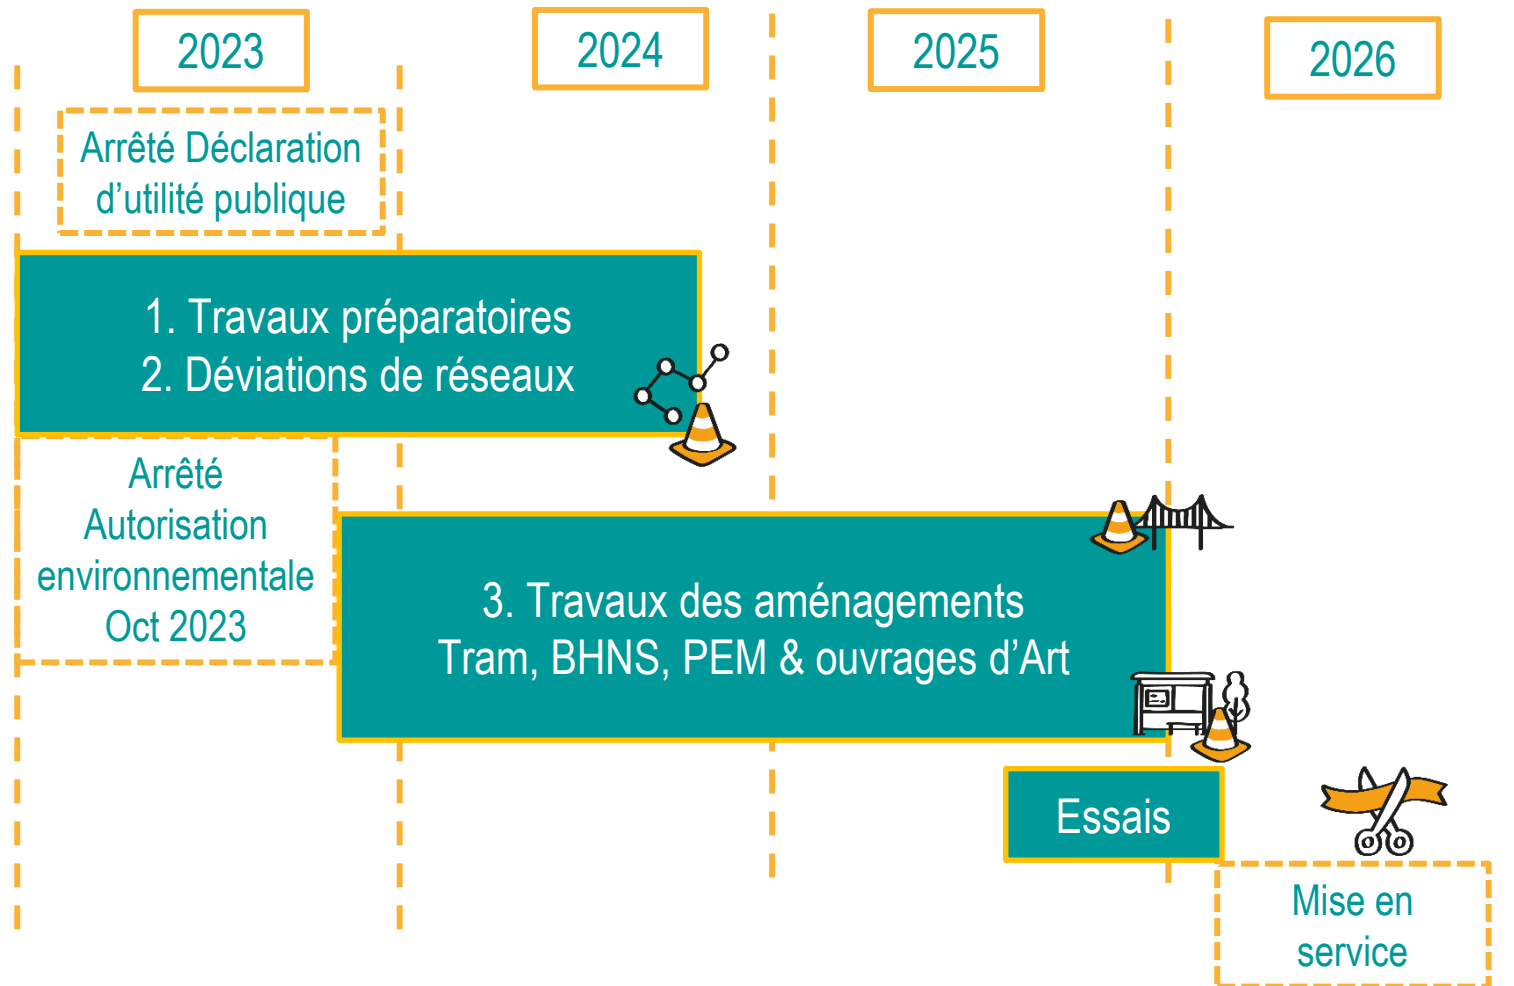 2023
2024
2025
2026
Arrêté Déclaration
d’utilité publique
1. Travaux préparatoires
2. Déviations de réseaux
Arrêté
Autorisation
environnementale
Oct 2023
3. Travaux des aménagements
Tram, BHNS, PEM & ouvrages d’Art
Essais
Mise en
service